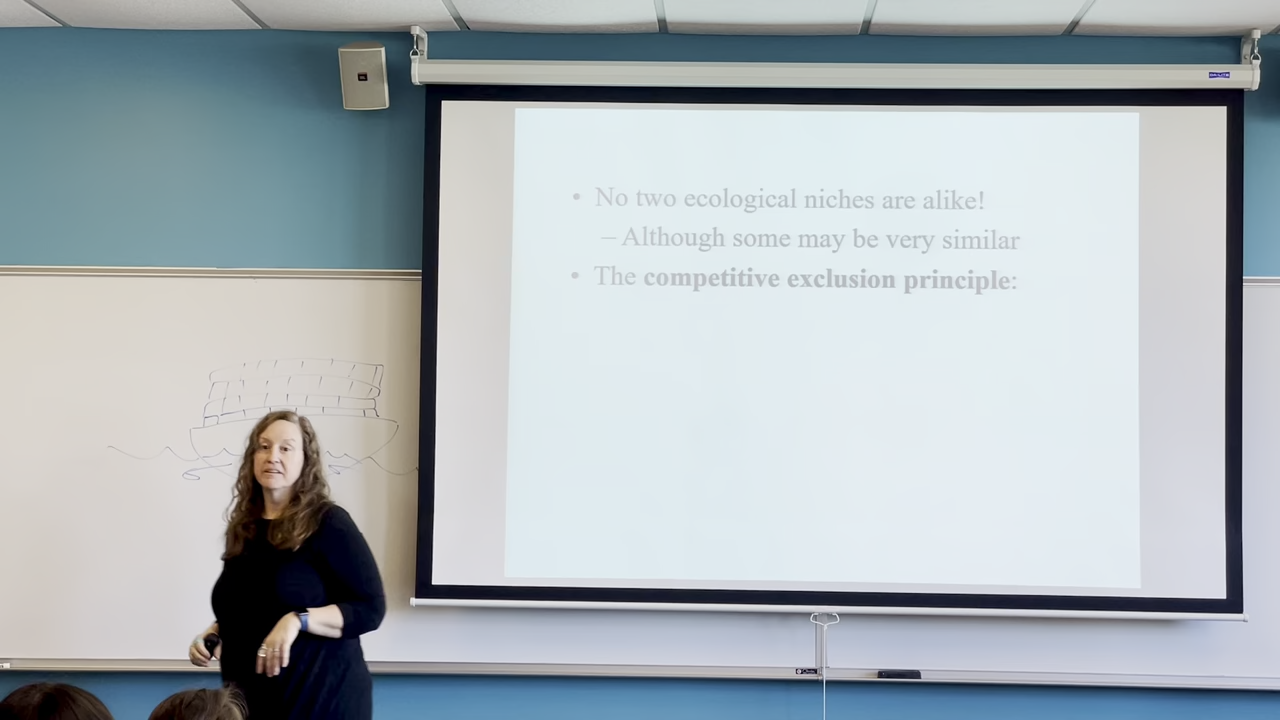 • No two ecological niches are alike!
– Although some may be very similar
• The competitive exclusion principle: